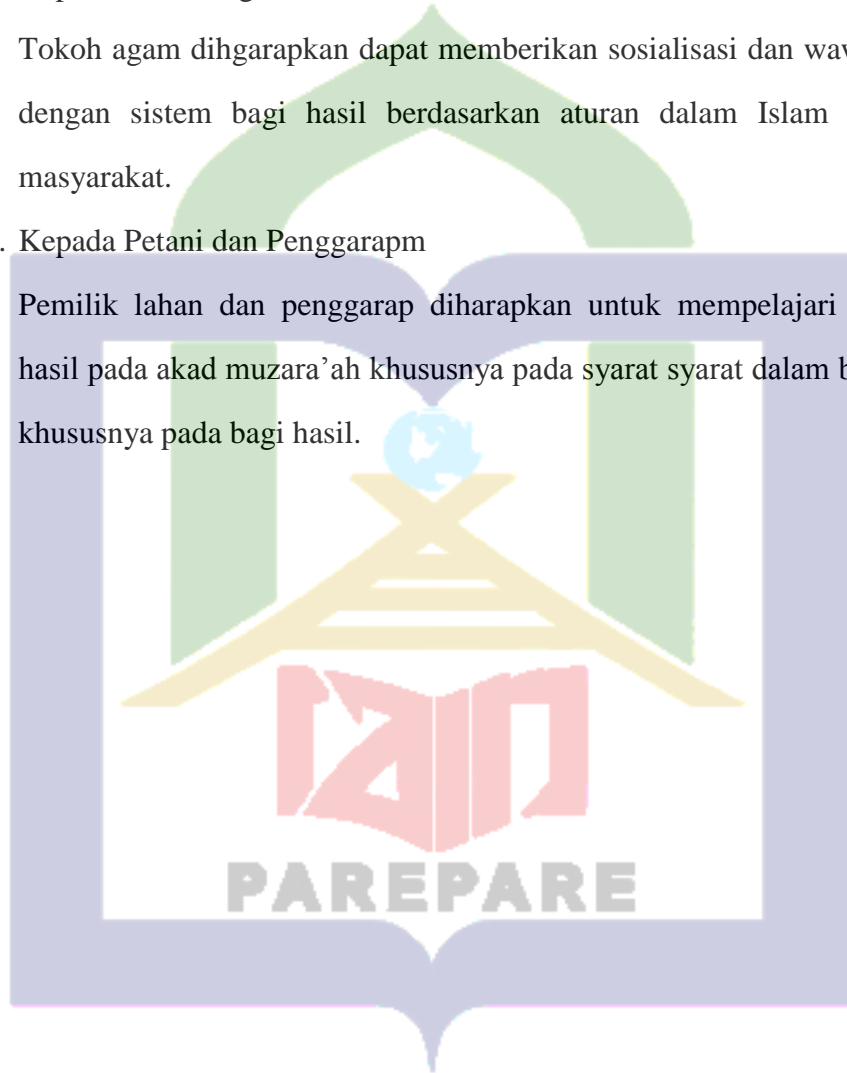 Tokoh agam dihgarapkan dapat memberikan sosialisasi dan
dengan sistem bagi hasil berdasarkan aturan dalam Islam
masyarakat.
. Kepada Petani dan Penggarapm
Pemilik lahan dan penggarap diharapkan untuk mempelajari
hasil pada akad muzara’ah khususnya pada syarat syarat dalam
khususnya pada bagi hasil.
PAREPARE